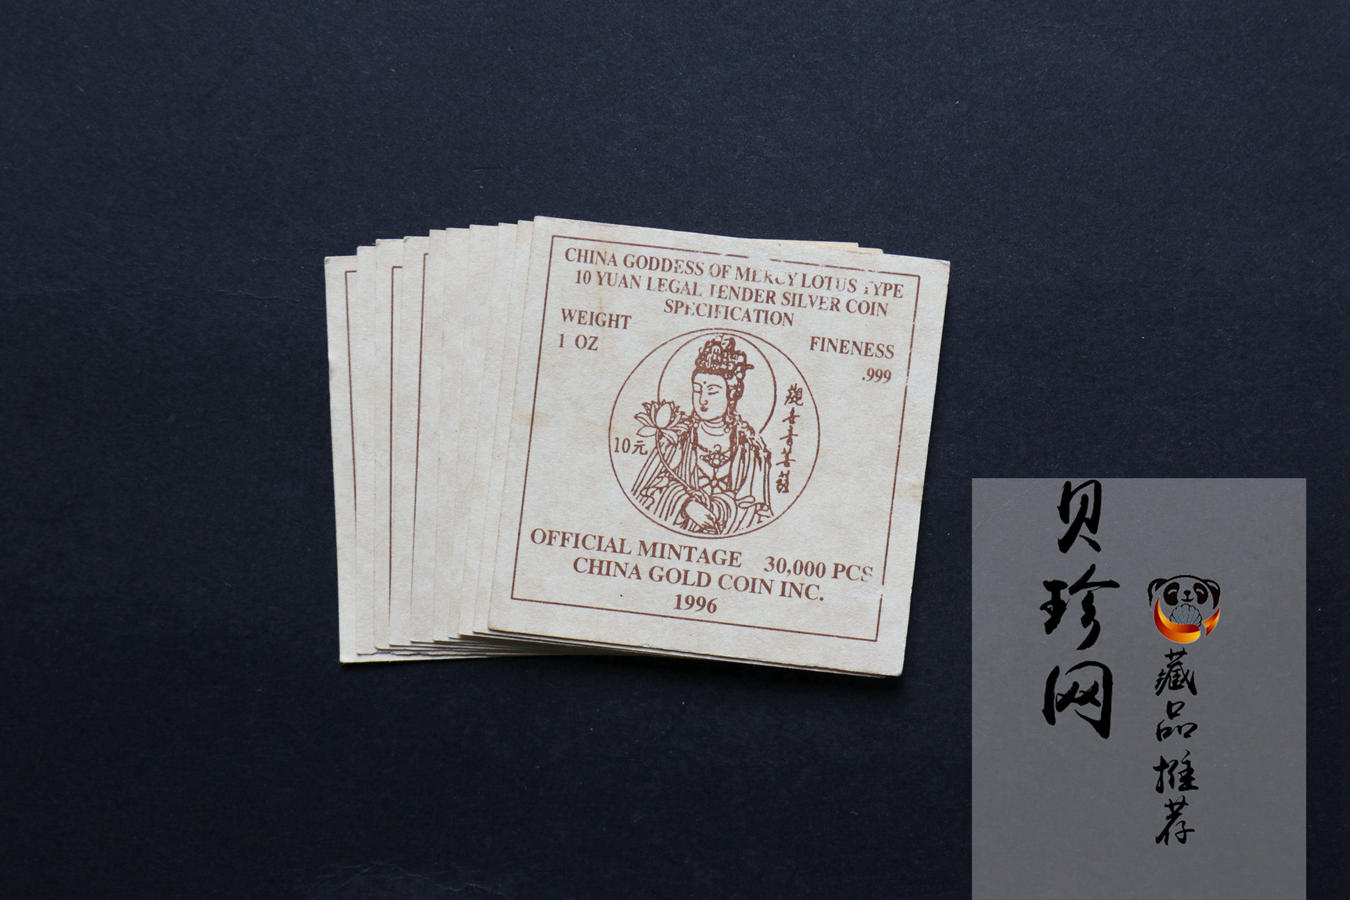 CHINA GODDESS OF MERCY LOTUS TYPE
10 YUAN LEGAL TENDER SILVER COIN
SPECIFICATION
WEIGHT
1 OZ
FINENESS
.999
10元
觀世音菩薩
OFFICIAL MINTAGE 30,000 PCS
CHINA GOLD COIN INC.
1996
贝珍网
藏品推荐